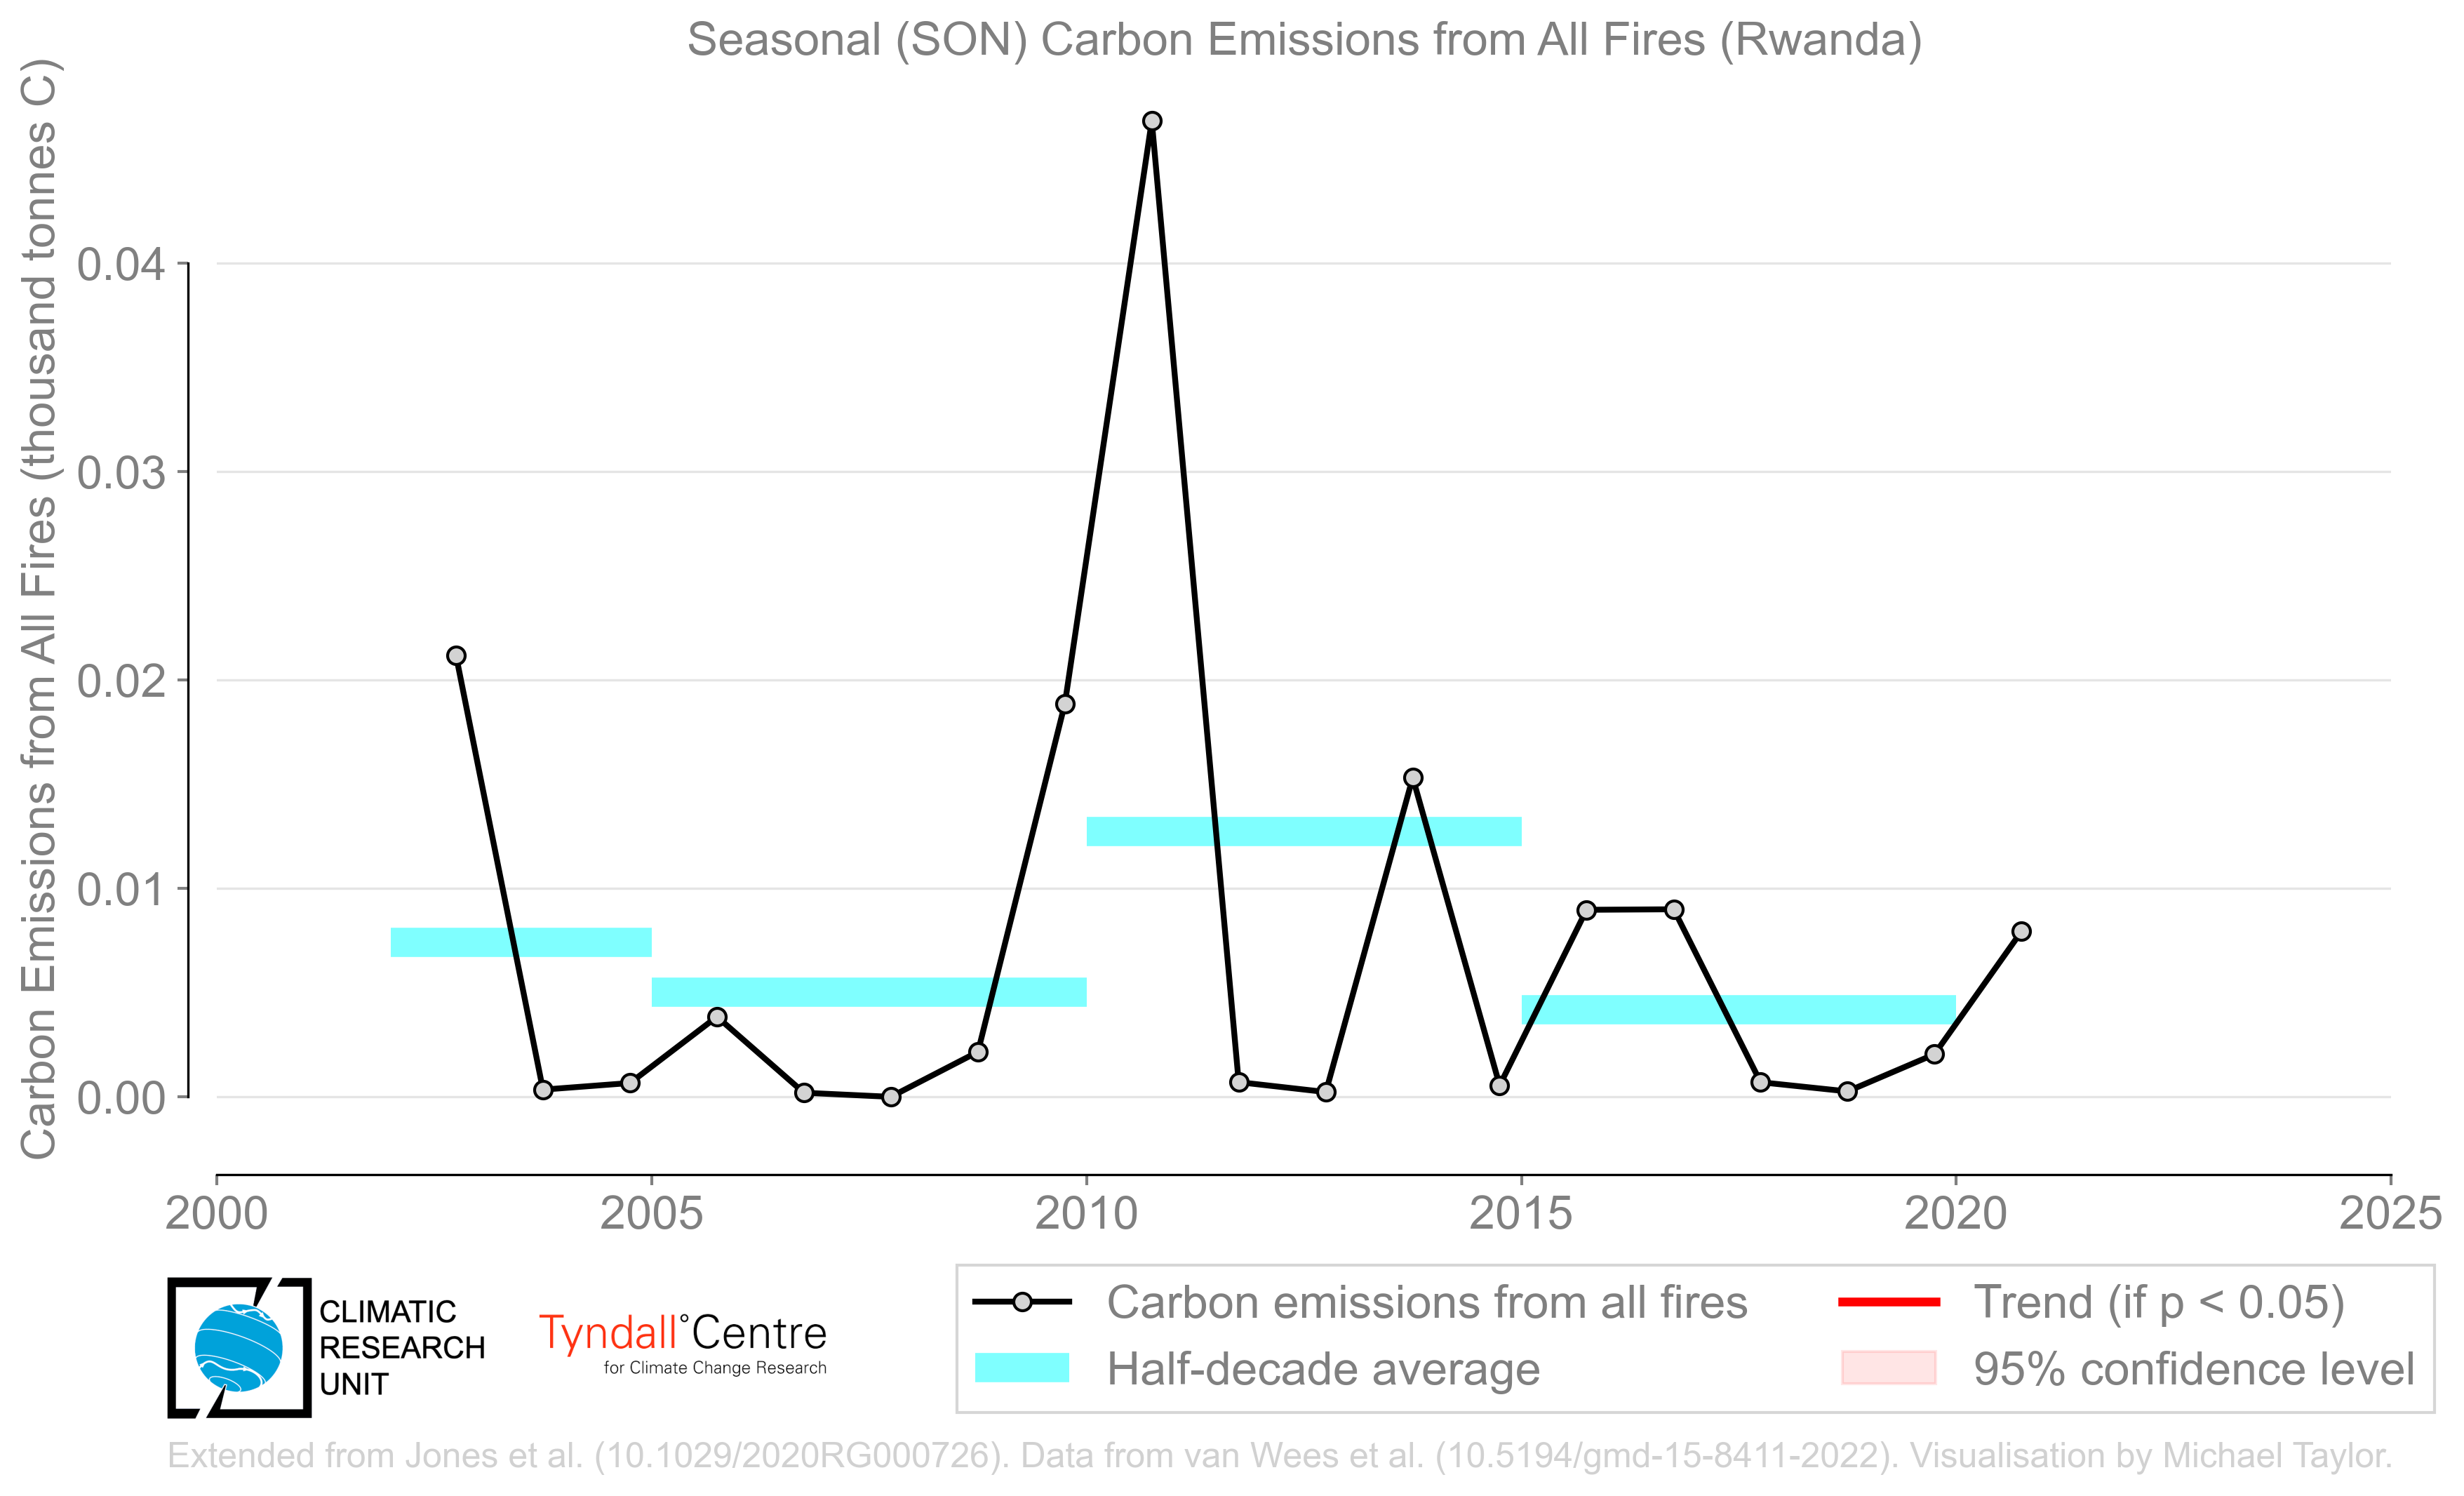 Seasonal (SON) Carbon Emissions from All Fires (Rwanda)
Carbon Emissions from All Fires (thousand tonnes C)
0.04
0.03
0.02
0.01
0.00
2000 2005 2010 2015 2020 2025
CLIMATIC
RESEARCH
UNIT
Tyndall°Centre
for Climate Change Research
Carbon emissions from all fires
Half-decade average
Trend (if p < 0.05)
95% confidence level
Extended from Jones et al. (10.1029/2020RG000726). Data from van Wees et al. (10.5194/gmd-15-8411-2022). Visualisation by Michael Taylor.